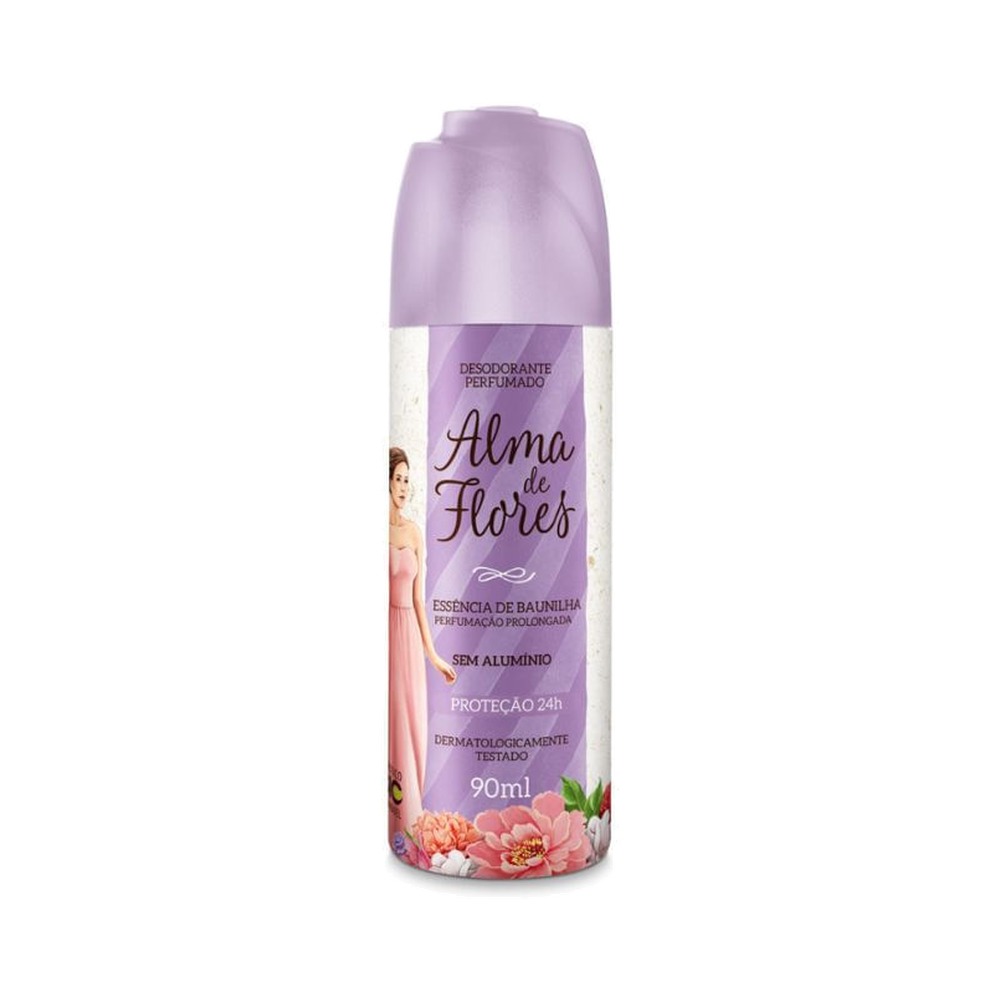 DESODORANTE
PERFUMADO
Alma
de
Flores
ESSÊNCIA DE BAUNILHA
PERFUMAÇÃO PROLONGADA
SEM ALUMÍNIO
PROTEÇÃO 24h
DERMATOLOGICAMENTE
TESTADO
90ml